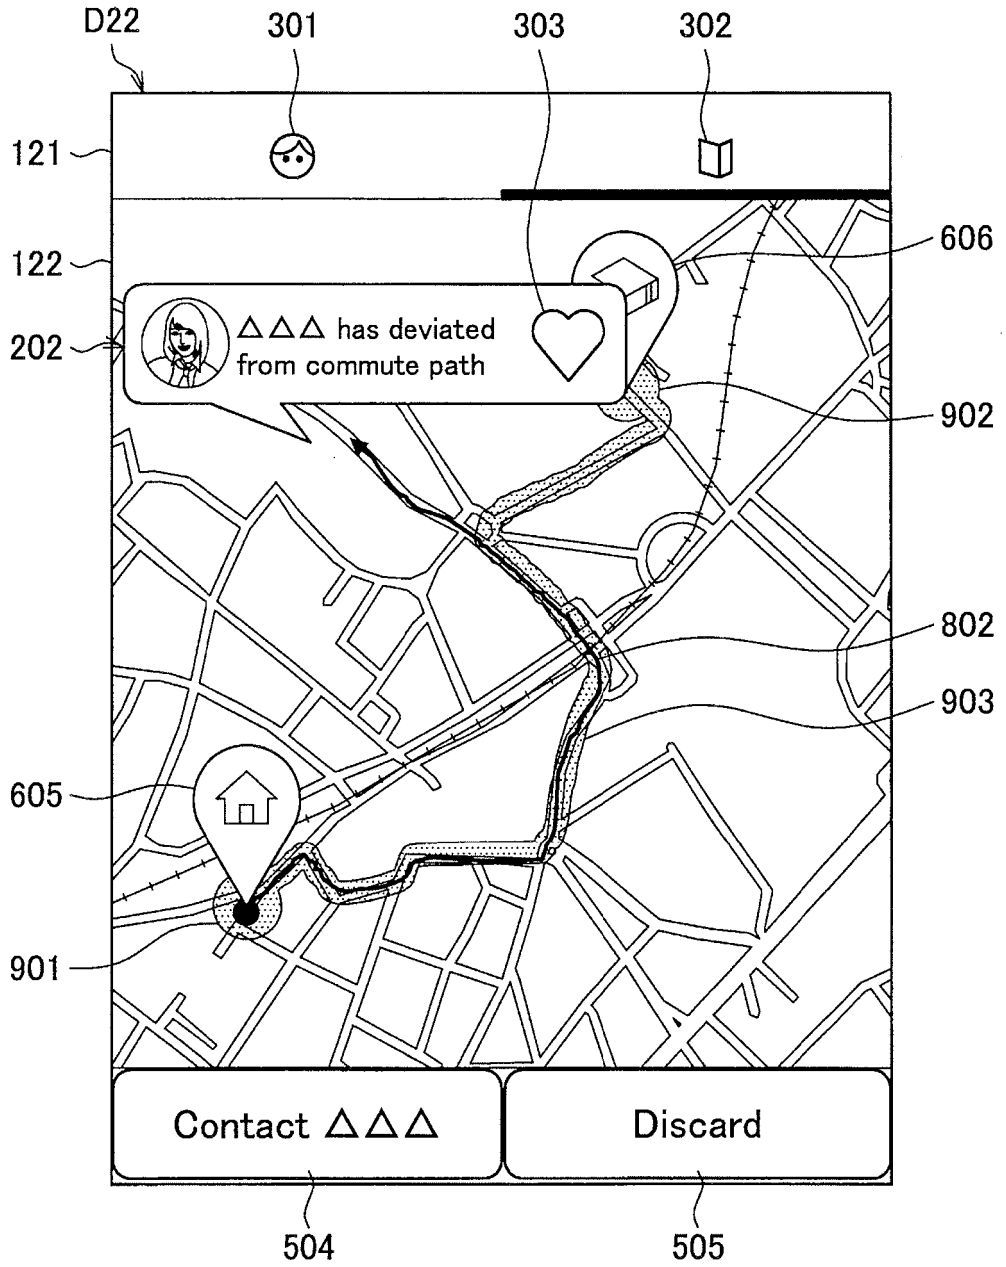 D22
301
303
302
121
122
606
202
△△△ has deviated
from commute path
902
802
903
605
901
Contact △△△
Discard
504
505